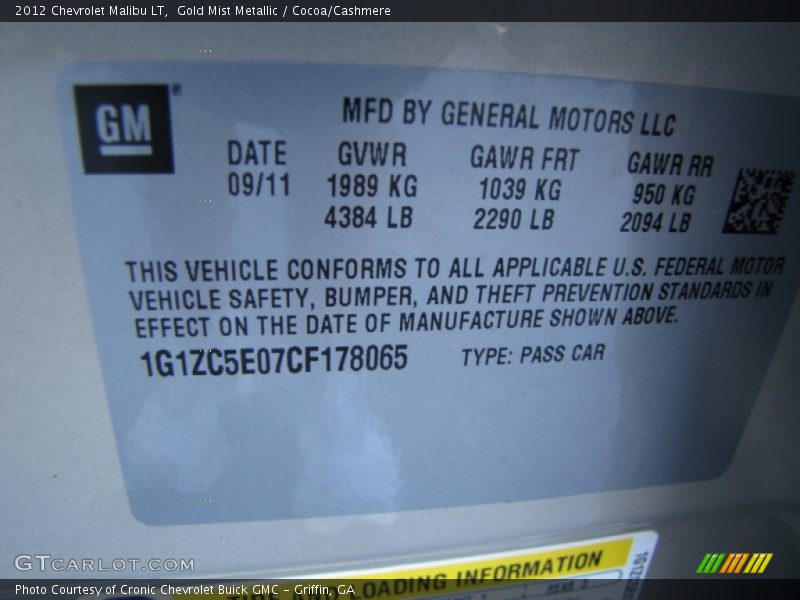 2012 Chevrolet Malibu LT, Gold Mist Metallic / Cocoa/Cashmere
GM
®
MFD BY GENERAL MOTORS LLC
DATE GVWR GAWR FRT GAWR RR
09/11 1989 KG 1039 KG 950 KG
4384 LB 2290 LB 2094 LB
THIS VEHICLE CONFORMS TO ALL APPLICABLE U.S. FEDERAL MOTOR
VEHICLE SAFETY, BUMPER, AND THEFT PREVENTION STANDARDS IN
EFFECT ON THE DATE OF MANUFACTURE SHOWN ABOVE.
1G1ZC5E07CF178065 TYPE: PASS CAR
GTCARLOT.COM
TIRE AND LOADING INFORMATION
Photo Courtesy of Cronic Chevrolet Buick GMC – Griffin, GA